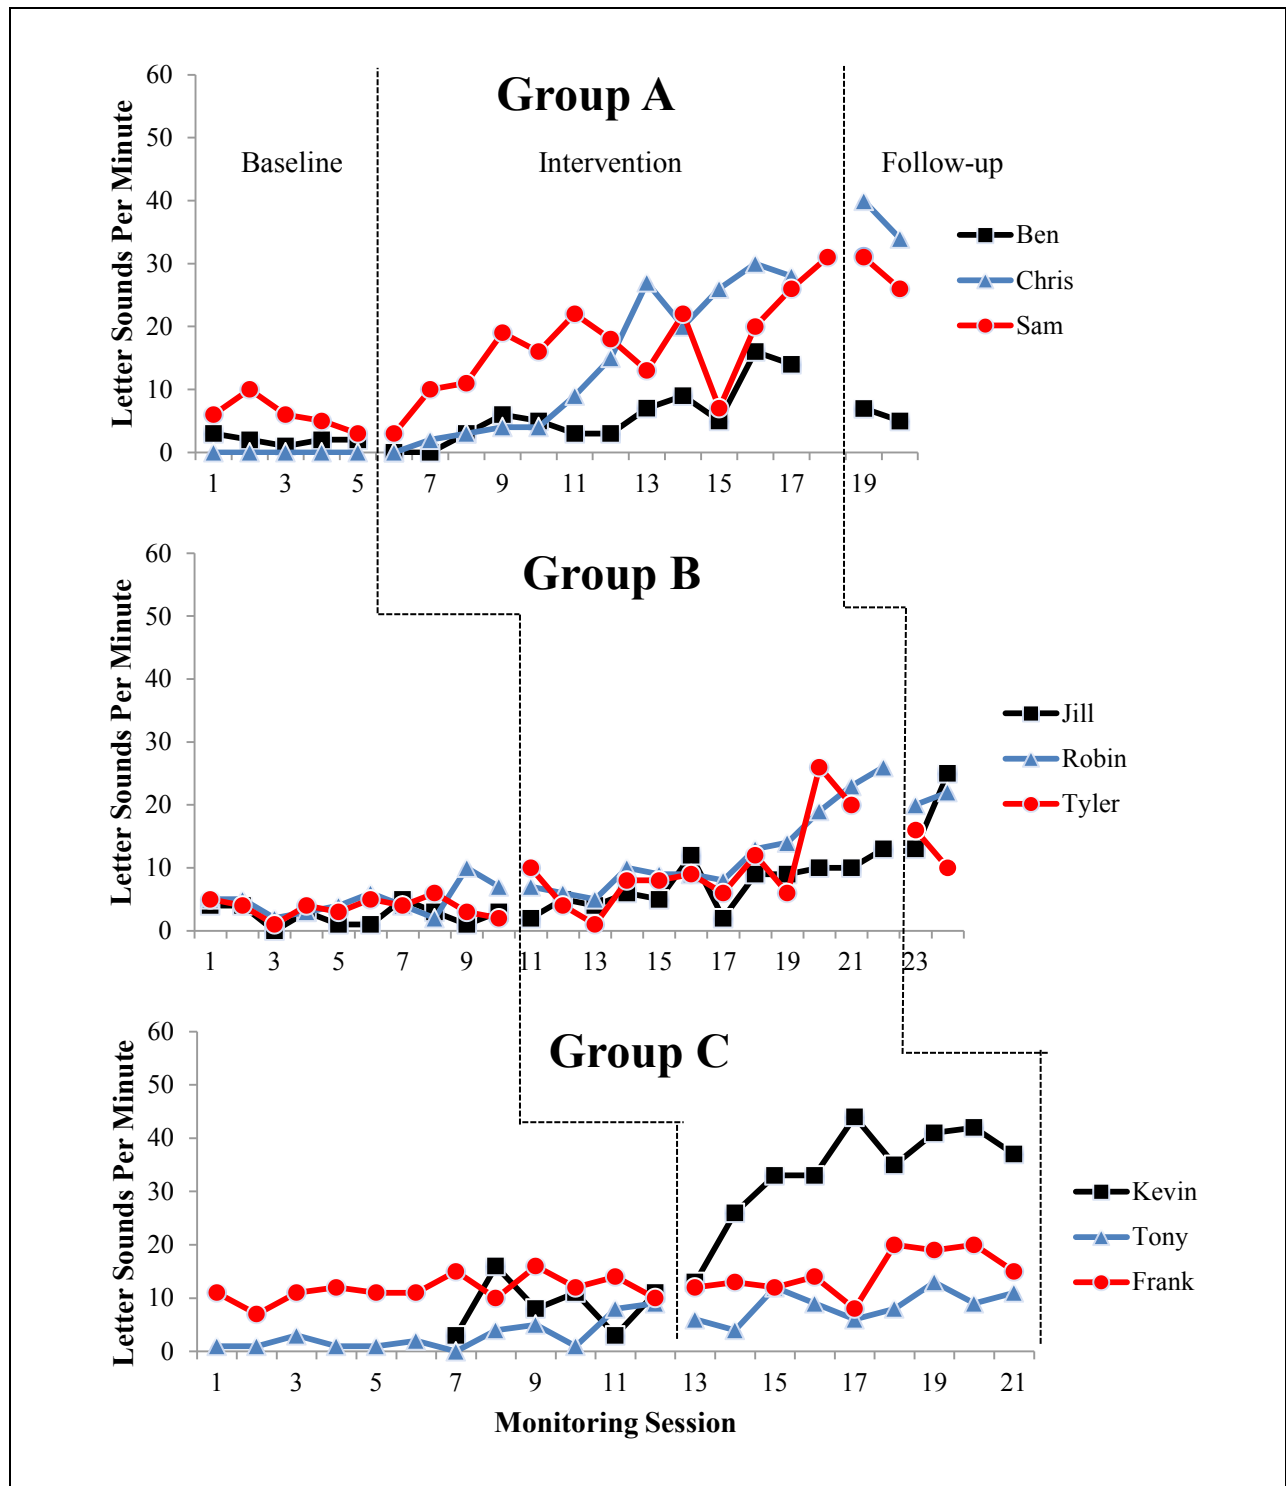 Group A
Baseline Intervention Follow-up
Letter Sounds Per Minute
60
50
40
30
20
10
0
1 3 5 7 9 11 13 15 17 19
Ben
Chris
Sam
Group B
Letter Sounds Per Minute
60
50
40
30
20
10
0
1 3 5 7 9 11 13 15 17 19 21 23
Jill
Robin
Tyler
Group C
Letter Sounds Per Minute
60
50
40
30
20
10
0
1 3 5 7 9 11 13 15 17 19 21
Kevin
Tony
Frank
Monitoring Session